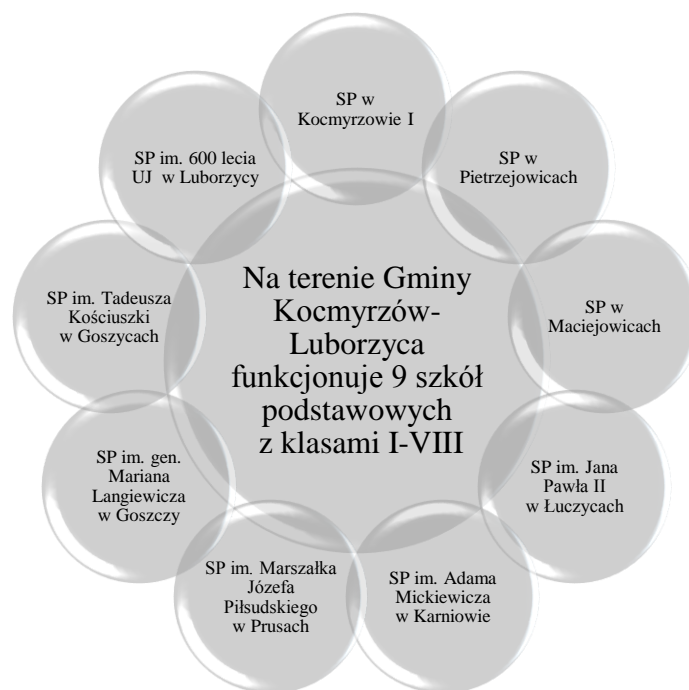 SP w
Kocmyrzowie I
SP w
Pietrzejowicach
SP w
Maciejowicach
SP im. Jana
Pawła II
w Łuczycach
SP im. Adama
Mickiewicza
w Karniowie
SP im. Marszałka
Józefa
Piłsudskiego
w Prusach
SP im. gen.
Mariana
Langiewicza
w Goszczy
SP im. Tadeusza
Kościuszki
w Goszycach
SP im. 600 lecia
UJ w Luborzycy
Na terenie Gminy
Kocmyrzów-
Luborzyca
funkcjonuje 9 szkół
podstawowych
z klasami I-VIII